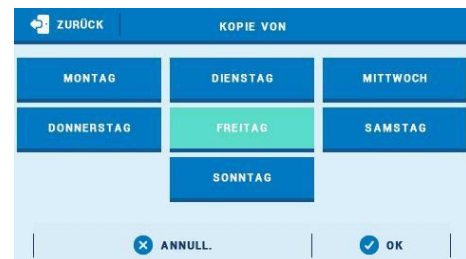 ZURÜCK KOPIE VON
MONTAG DIENSTAG MITTWOCH
DONNERSTAG FREITAG SAMSTAG
SONNTAG
ANNULL. OK